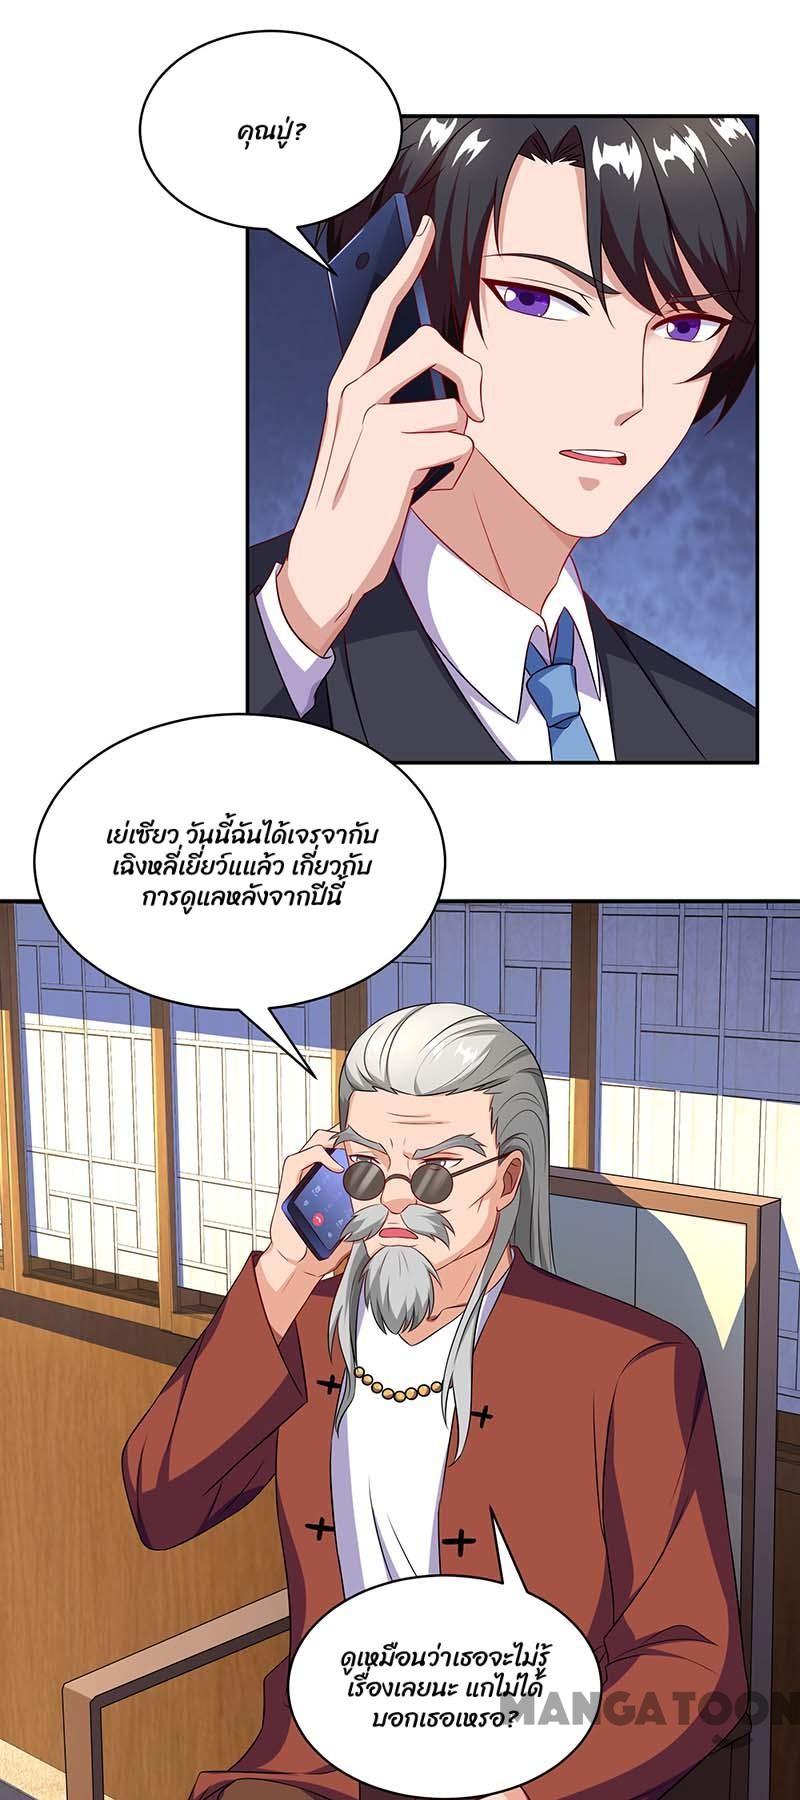 คุณปู่?
เย่เซียว วันนี้ฉันได้เจรจากับ
เฉิงหลี่เยี่ยว์แแล้ว เกี่ยวกับ
การดูแลหลังจากปีนี้
ดูเหมือนว่าเธอจะไม่รู้
เรื่องเลยนะ แกไม่ได้
บอกเธอเหรอ?
MANGATOON